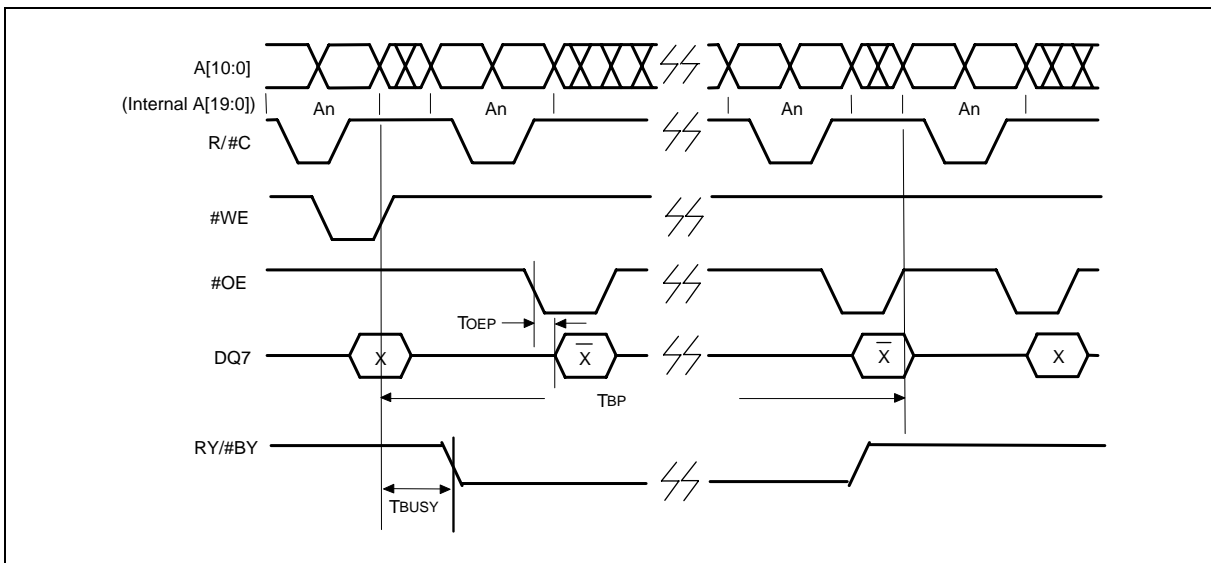 A[10:0]
(Internal A[19:0])
An
An
An
An
R/#C
#WE
#OE
TOEP
DQ7
X
X̅
X̅
X
TBP
RY/#BY
TBUSY